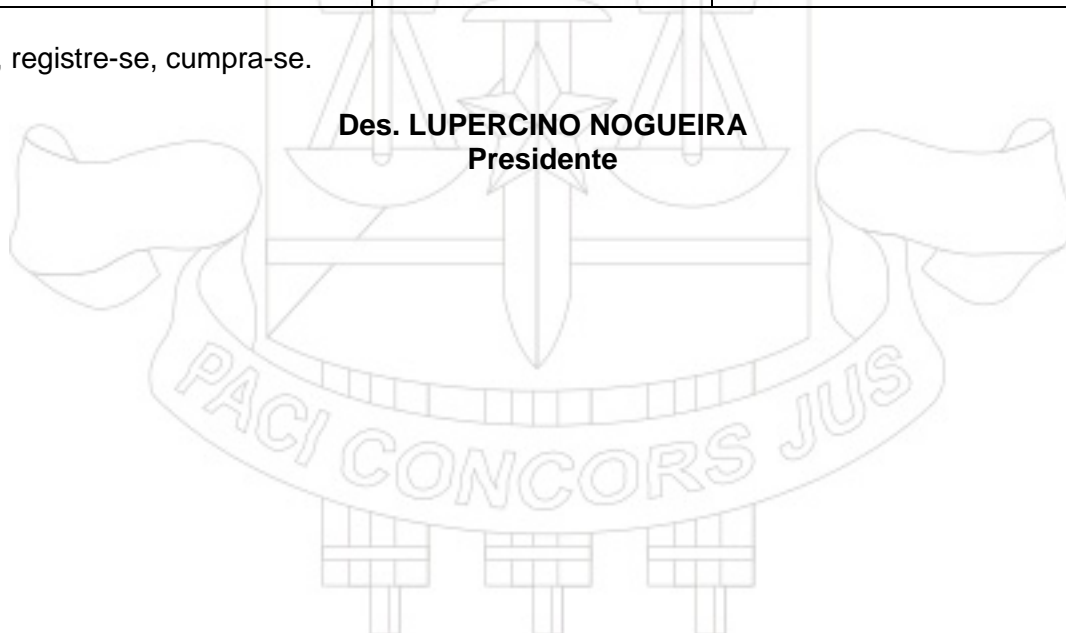 , registre-se, cumpra-se.
Des. LUPERCINO NOGUEIRA
Presidente
PACI CONCORS JUS